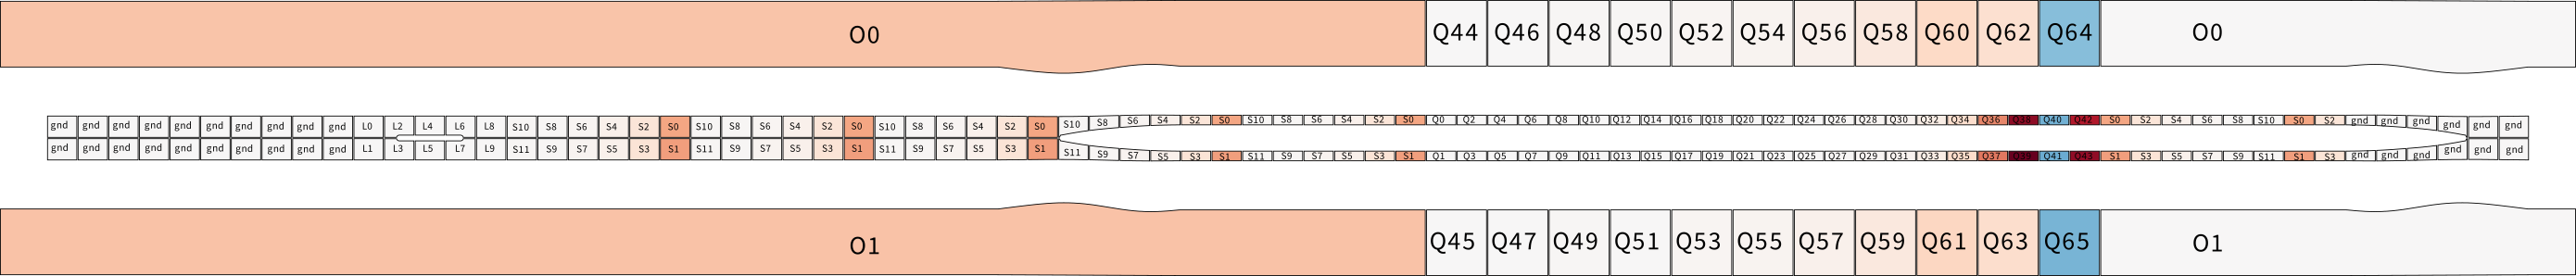 O0 Q44 Q46 Q48 Q50 Q52 Q54 Q56 Q58 Q60 Q62 Q64 O0
gnd gnd gnd gnd gnd gnd gnd gnd gnd gnd L0 L2 L4 L6 L8 S10 S8 S6 S4 S2 S0 S10 S8 S6 S4 S2 S0 S10 S8 S6 S4 S2 S0 S10 S8 S6 S4 S2 S0 S10 S8 S6 S4 S2 S0 Q0 Q2 Q4 Q6 Q8 Q10 Q12 Q14 Q16 Q18 Q20 Q22 Q24 Q26 Q28 Q30 Q32 Q34 Q36 Q38 Q40 Q42 S0 S2 S4 S6 S8 S10 S0 S2 gnd gnd gnd gnd gnd gnd
gnd gnd gnd gnd gnd gnd gnd gnd gnd gnd L1 L3 L5 L7 L9 S11 S9 S7 S5 S3 S1 S11 S9 S7 S5 S3 S1 S11 S9 S7 S5 S3 S1 S11 S9 S7 S5 S3 S1 S11 S9 S7 S5 S3 S1 Q1 Q3 Q5 Q7 Q9 Q11 Q13 Q15 Q17 Q19 Q21 Q23 Q25 Q27 Q29 Q31 Q33 Q35 Q37 Q39 Q41 Q43 S1 S3 S5 S7 S9 S11 S1 S3 gnd gnd gnd gnd gnd gnd
O1 Q45 Q47 Q49 Q51 Q53 Q55 Q57 Q59 Q61 Q63 Q65 O1